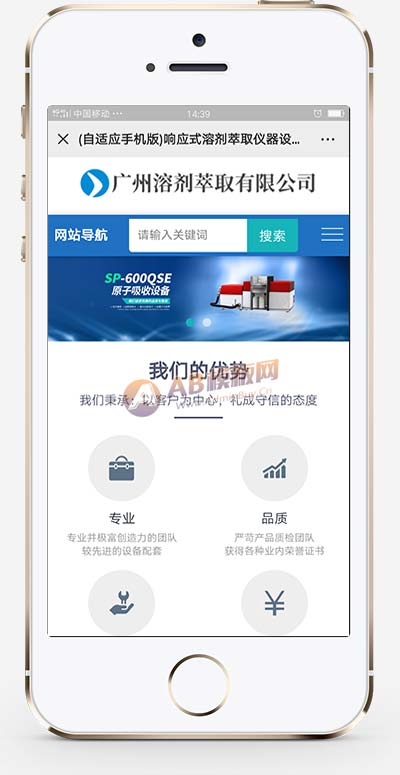 中国移动 ··· 14:39
× (自适应手机版)响应式溶剂萃取仪器设... ···
广州溶剂萃取有限公司
网站导航 请输入关键词 搜索
SP-600QSE
原子吸收设备
我们的优势
AB模板网
我们秉承：以客户为中心，礼成守信的态度
专业
专业并极富创造力的团队
较先进的设备配套
品质
严苛产品质检团队
获得各种业内荣誉证书
¥